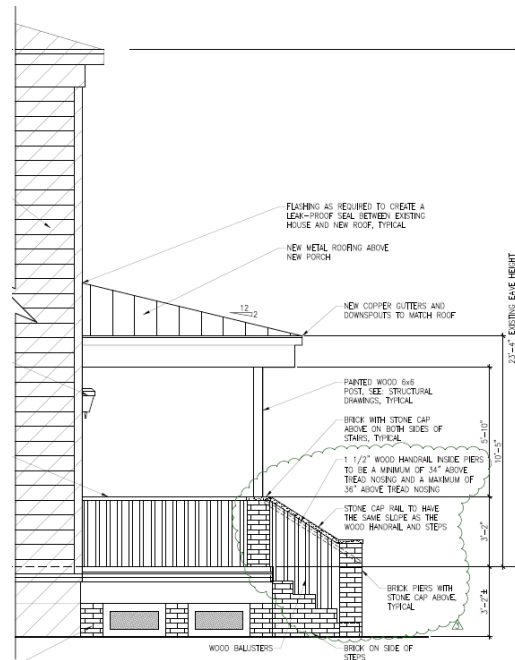 FLASHING AS REQUIRED TO CREATE A
LEAK-PROOF SEAL BETWEEN EXISTING
HOUSE AND NEW ROOF, TYPICAL
NEW METAL ROOFING ABOVE
NEW PORCH
12
2
NEW COPPER GUTTERS AND
DOWNSPOUTS TO MATCH ROOF
23'-4" EXISTING EAVE HEIGHT
PAINTED WOOD 6x6
POST, SEE: STRUCTURAL
DRAWINGS, TYPICAL
5'-10"
10'-5"
BRICK WITH STONE CAP
ABOVE ON BOTH SIDES OF
STAIRS, TYPICAL
1 1/2" WOOD HANDRAIL INSIDE PIERS
TO BE A MINIMUM OF 34" ABOVE
TREAD NOSING AND A MAXIMUM OF
36" ABOVE TREAD NOSING
STONE CAP RAIL TO HAVE
THE SAME SLOPE AS THE
WOOD HANDRAIL AND STEPS
3'-2"
BRICK PIERS WITH
STONE CAP ABOVE,
TYPICAL
3'-2"±
WOOD BALUSTERS
BRICK ON SIDE OF
STEPS